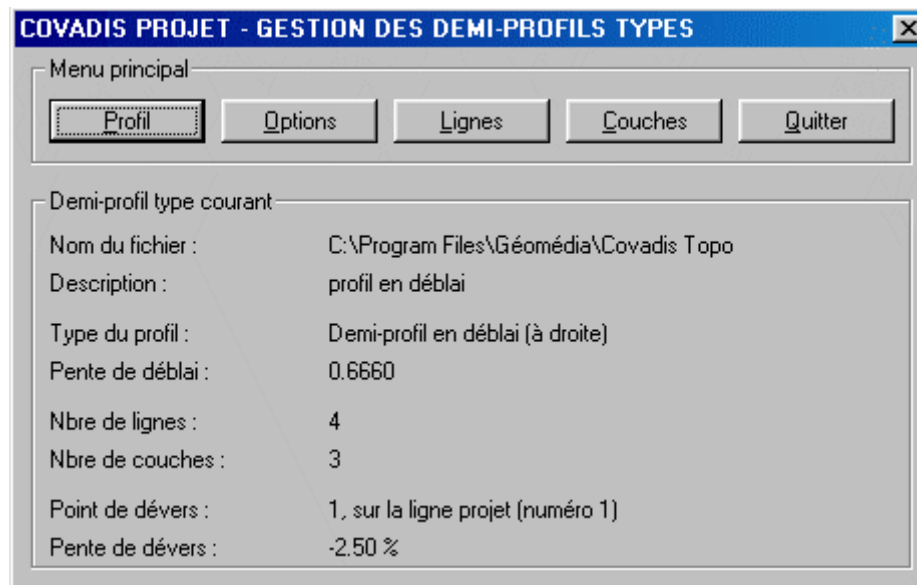 COVADIS PROJET - GESTION DES DEMI-PROFILS TYPES
Menu principal
Profil Options Lignes Couches Quitter
Demi-profil type courant
Nom du fichier : C:\Program Files\Géomédia\Covadis Topo
Description : profil en déblai
Type du profil : Demi-profil en déblai (à droite)
Pente de déblai : 0.6660
Nbre de lignes : 4
Nbre de couches : 3
Point de dévers : 1, sur la ligne projet (numéro 1)
Pente de dévers : -2.50 %